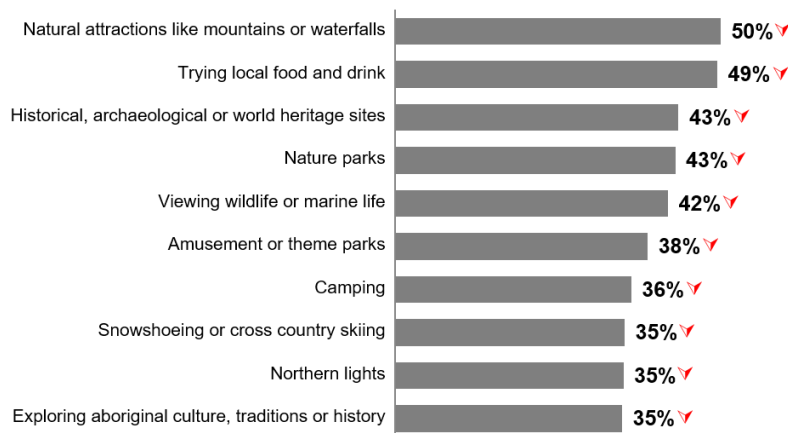 Natural attractions like mountains or waterfalls 50%
Trying local food and drink 49%
Historical, archaeological or world heritage sites 43%
Nature parks 43%
Viewing wildlife or marine life 42%
Amusement or theme parks 38%
Camping 36%
Snowshoeing or cross country skiing 35%
Northern lights 35%
Exploring aboriginal culture, traditions or history 35%